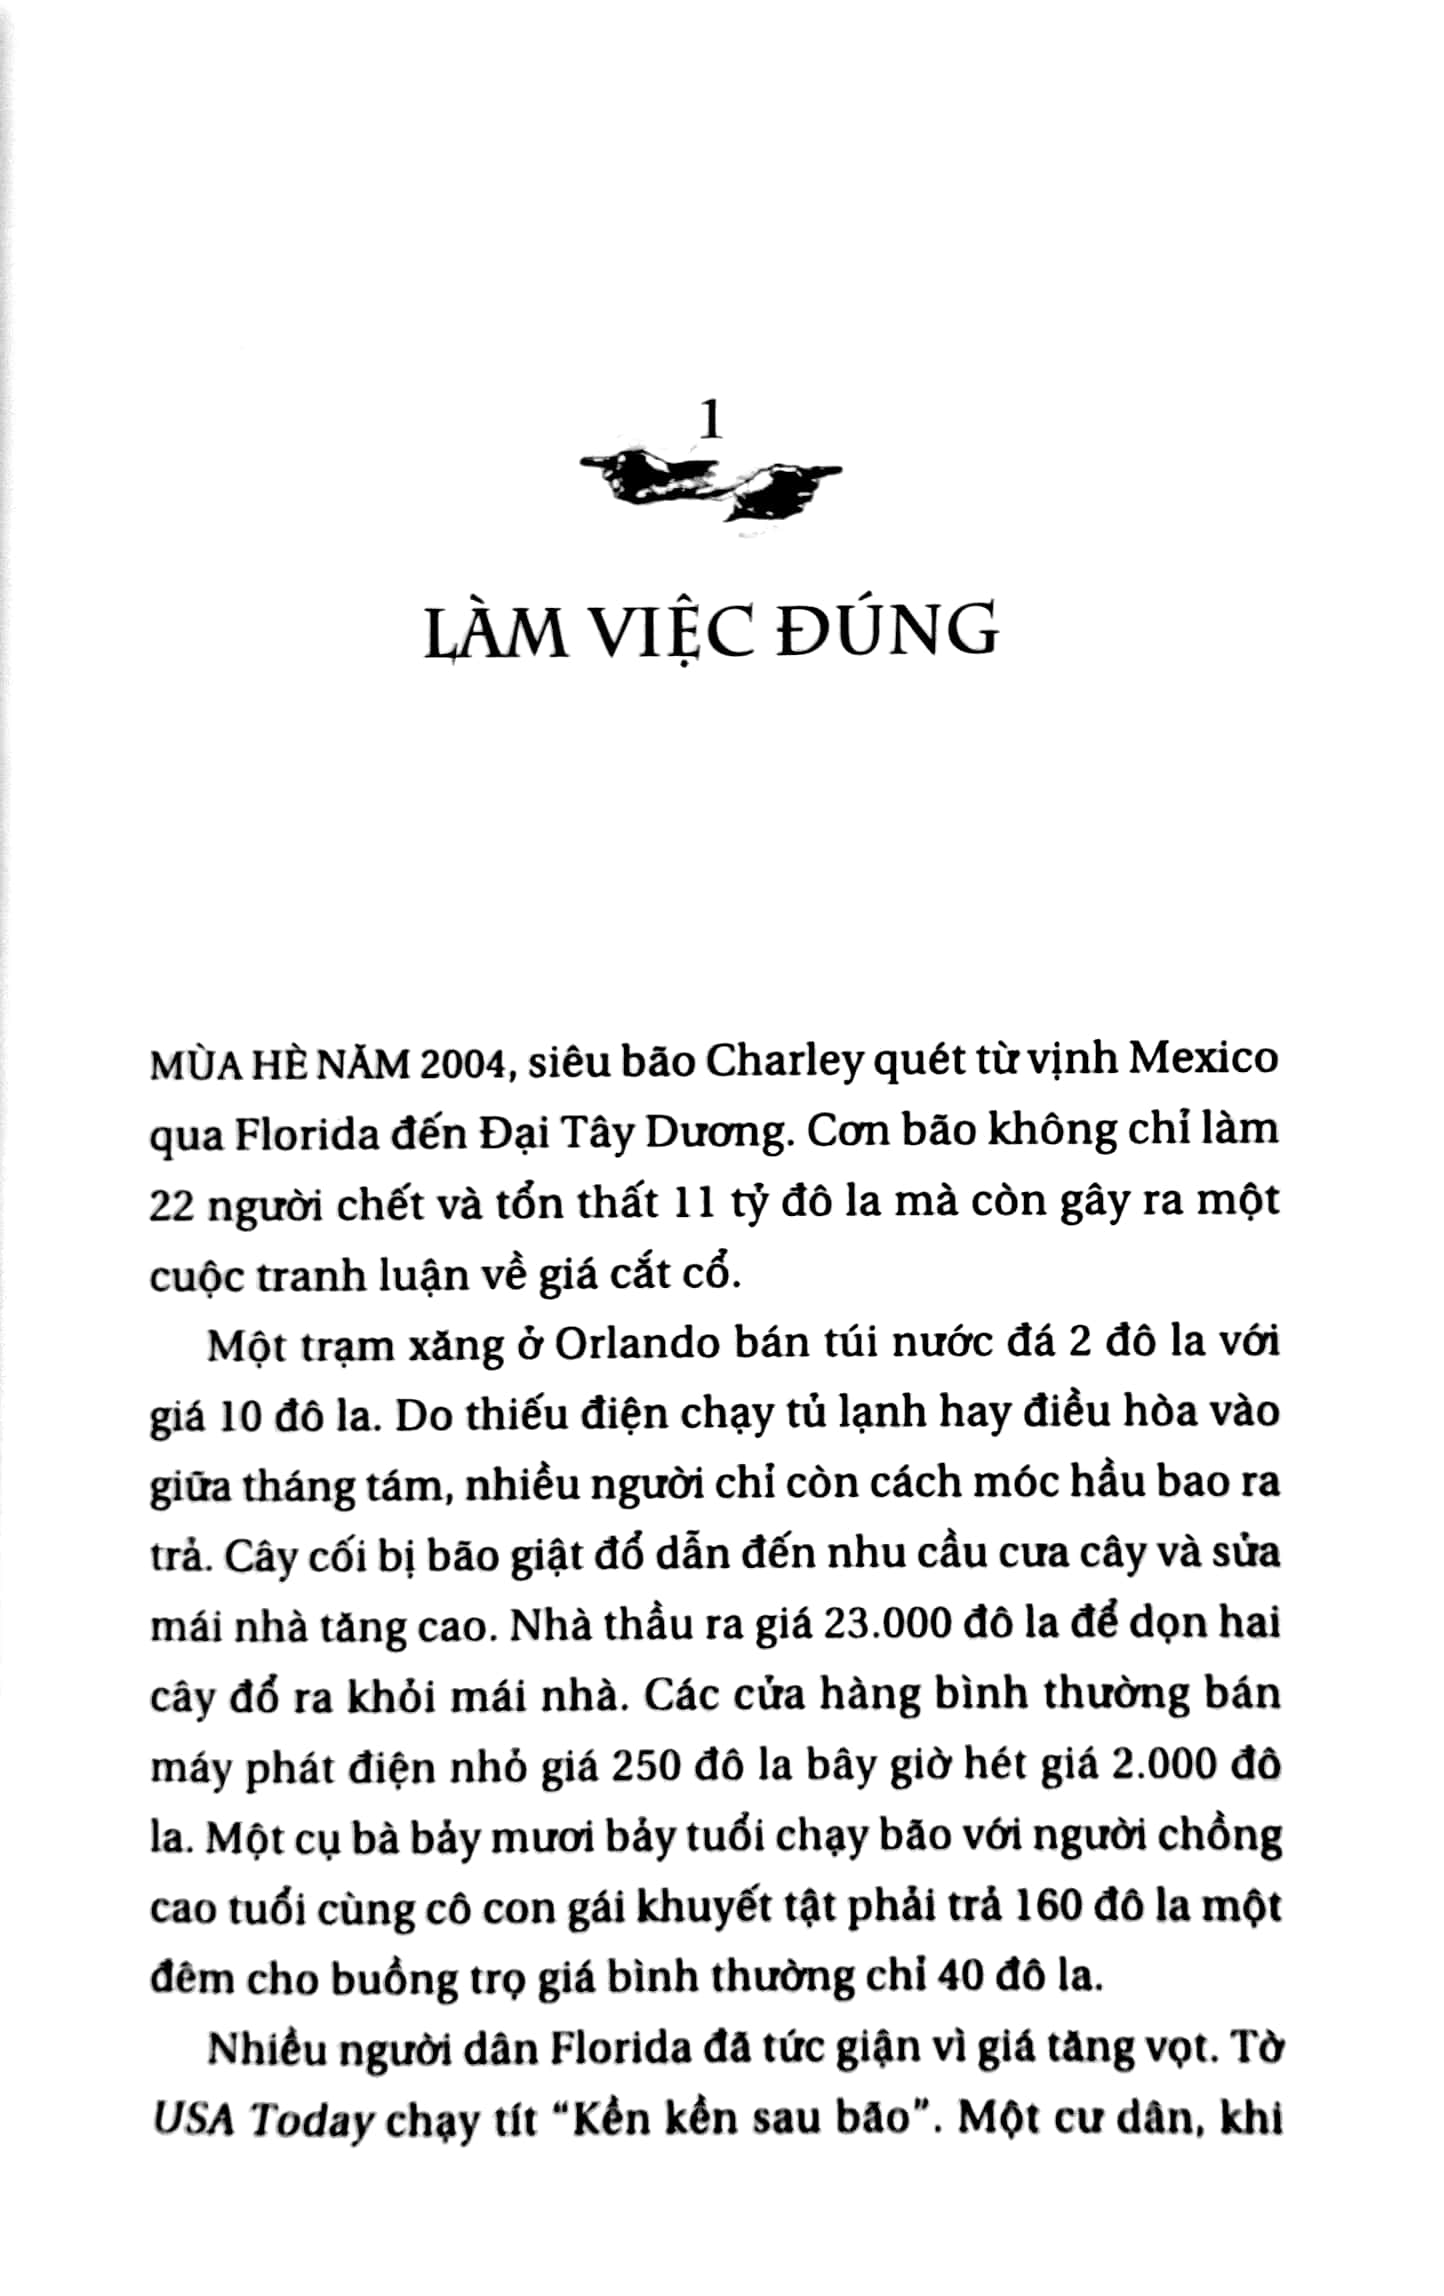 1
LÀM VIỆC ĐÚNG
MÙA HÈ NĂM 2004, siêu bão Charley quét từ vịnh Mexico
qua Florida đến Đại Tây Dương. Cơn bão không chỉ làm
22 người chết và tổn thất 11 tỷ đô la mà còn gây ra một
cuộc tranh luận về giá cắt cổ.
Một trạm xăng ở Orlando bán túi nước đá 2 đô la với
giá 10 đô la. Do thiếu điện chạy tủ lạnh hay điều hòa vào
giữa tháng tám, nhiều người chỉ còn cách móc hầu bao ra
trả. Cây cối bị bão giật đổ dẫn đến nhu cầu cưa cây và sửa
mái nhà tăng cao. Nhà thầu ra giá 23.000 đô la để dọn hai
cây đổ ra khỏi mái nhà. Các cửa hàng bình thường bán
máy phát điện nhỏ giá 250 đô la bây giờ hét giá 2.000 đô
la. Một cụ bà bảy mươi bảy tuổi chạy bão với người chồng
cao tuổi cùng cô con gái khuyết tật phải trả 160 đô la một
đêm cho buồng trọ giá bình thường chỉ 40 đô la.
Nhiều người dân Florida đã tức giận vì giá tăng vọt. Tờ
USA Today chạy tít “Kền kền sau bão”. Một cư dân, khi